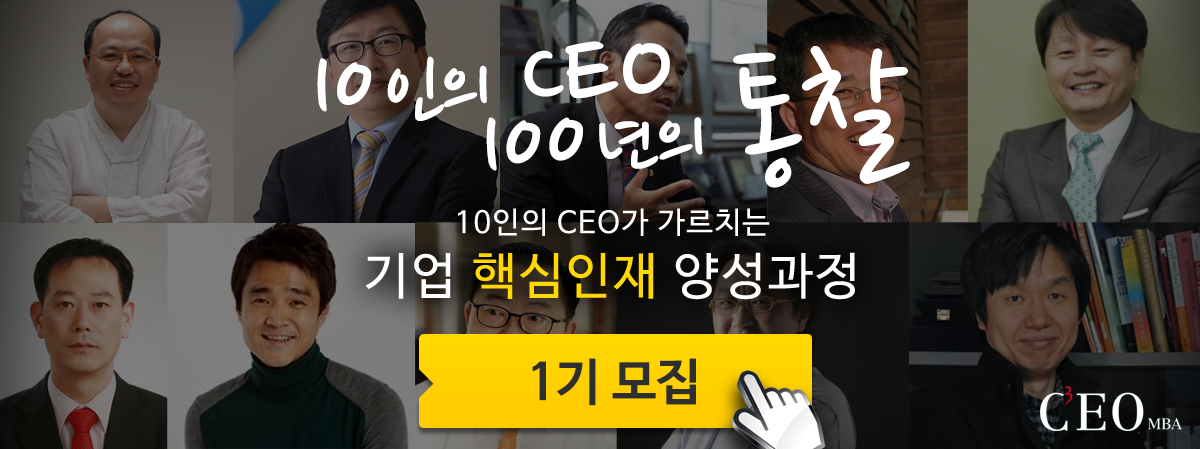 10인의 CEO
100년의 통찰
10인의 CEO가 가르치는
기업 핵심인재 양성과정
1기 모집
C³EO MBA